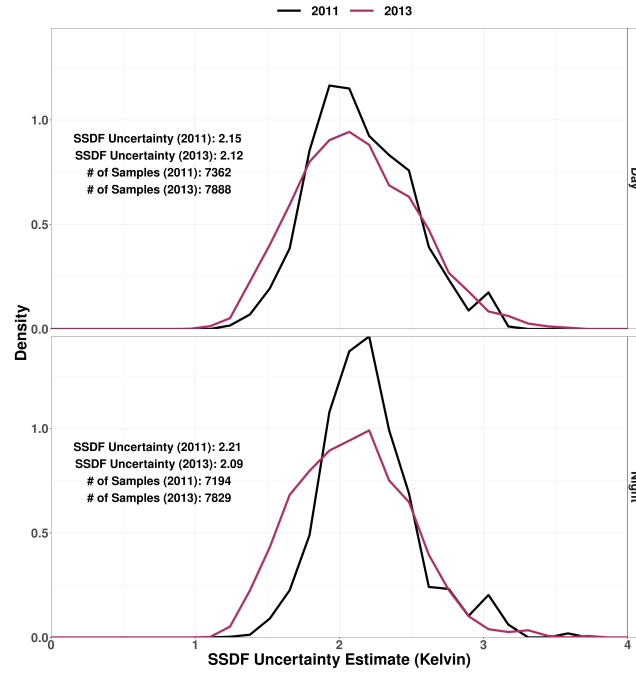 2011 2013
1.0
SSDF Uncertainty (2011): 2.15
SSDF Uncertainty (2013): 2.12
# of Samples (2011): 7362
# of Samples (2013): 7888
0.5
0.0
Day
Density
1.0
SSDF Uncertainty (2011): 2.21
SSDF Uncertainty (2013): 2.09
# of Samples (2011): 7194
# of Samples (2013): 7829
0.5
0.0
Night
0 1 2 3 4
SSDF Uncertainty Estimate (Kelvin)